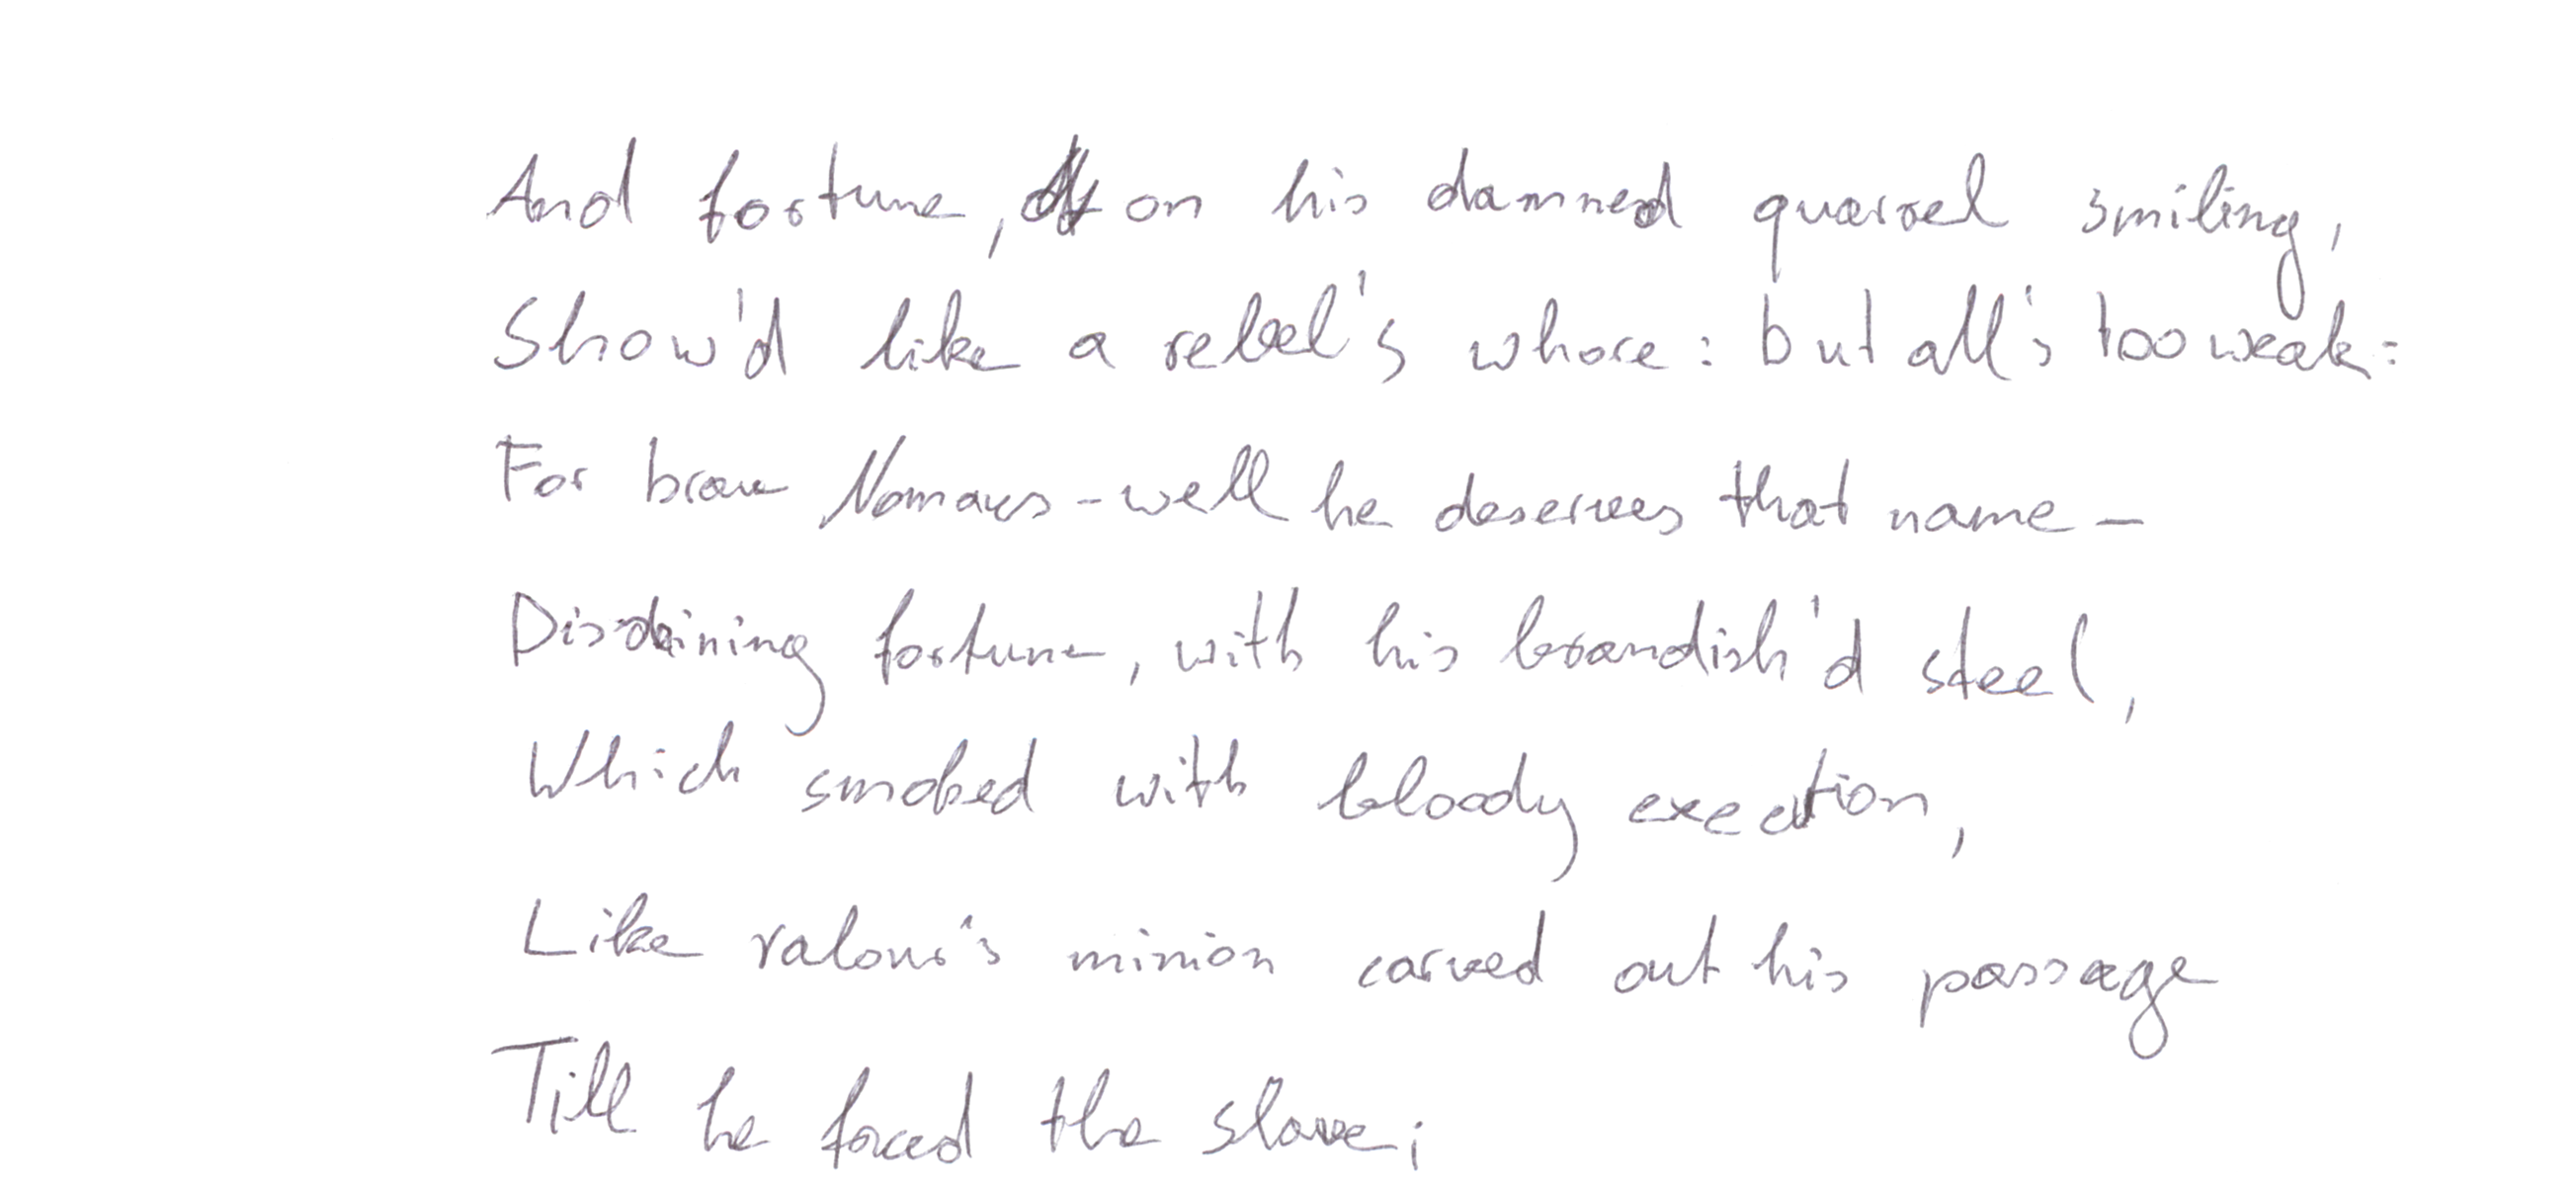 And fortune, on his damned quarrel smiling,
Show'd like a rebel's whore: but all's too weak:
For brave Nomaws - well he deserves that name -
Disdaining fortune, with his brandish'd steel,
Which smoked with bloody execution,
Like valour's minion carved out his passage
Till he faced the slave;